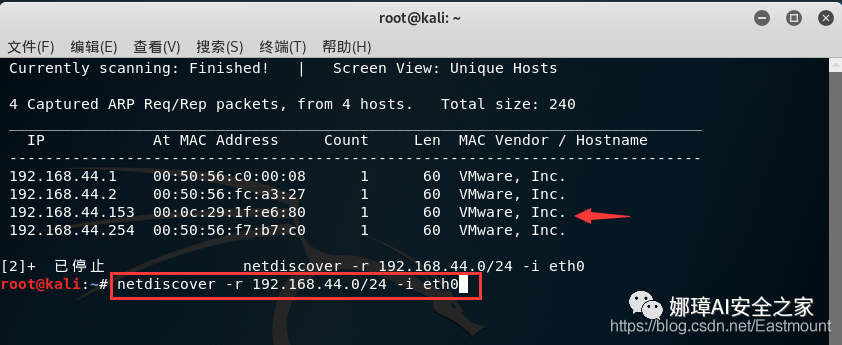 root@kali: ~
文件(F) 编辑(E) 查看(V) 搜索(S) 终端(T) 帮助(H)
Currently scanning: Finished! | Screen View: Unique Hosts
4 Captured ARP Req/Rep packets, from 4 hosts. Total size: 240
_____________________________________________________________________________
IP At MAC Address Count Len MAC Vendor / Hostname
-----------------------------------------------------------------------------
192.168.44.1 00:50:56:c0:00:08 1 60 VMware, Inc.
192.168.44.2 00:50:56:fc:a3:27 1 60 VMware, Inc.
192.168.44.153 00:0c:29:1f:e6:80 1 60 VMware, Inc.
192.168.44.254 00:50:56:f7:b7:c0 1 60 VMware, Inc.
[2]+ 已停止 netdiscover -r 192.168.44.0/24 -i eth0
root@kali:~# netdiscover -r 192.168.44.0/24 -i eth0
娜璋AI安全之家
https://blog.csdn.net/Eastmount